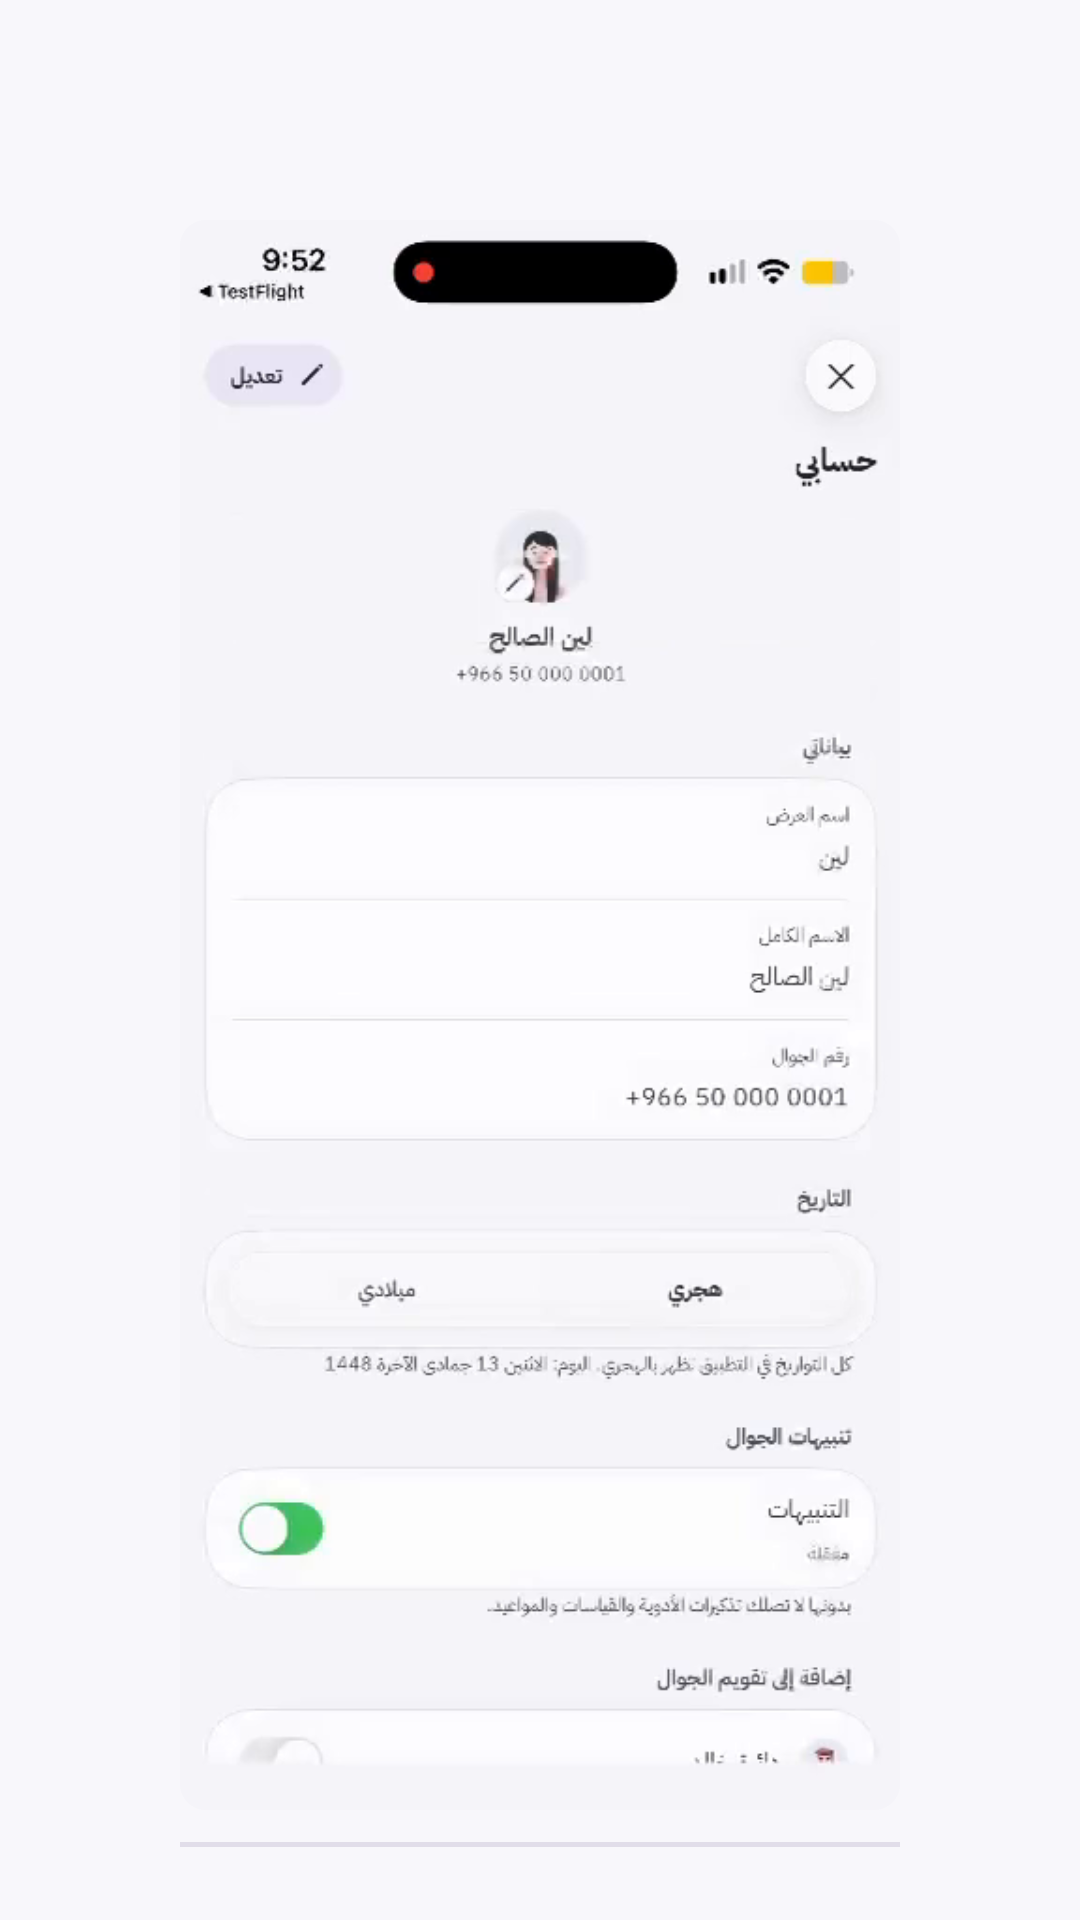 9:52
◀ TestFlight
تعديل
حسابي
لين الصالح
+966 50 000 0001
بياناتي
اسم العرض
لين
الاسم الكامل
لين الصالح
رقم الجوال
+966 50 000 0001
التاريخ
هجري
ميلادي
كل التواريخ في التطبيق تظهر بالهجري. اليوم: الاثنين 13 جمادى الآخرة 1448
تنبيهات الجوال
التنبيهات
مفعّلة
بدونها لا تصلك تذكيرات الأدوية والقياسات والمواعيد.
إضافة إلى تقويم الجوال